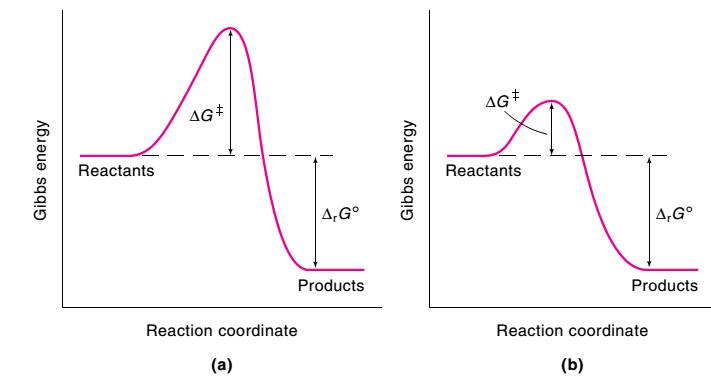 Gibbs energy
ΔG‡
Reactants
ΔrG°
Products
Reaction coordinate
(a)
Gibbs energy
ΔG‡
Reactants
ΔrG°
Products
Reaction coordinate
(b)